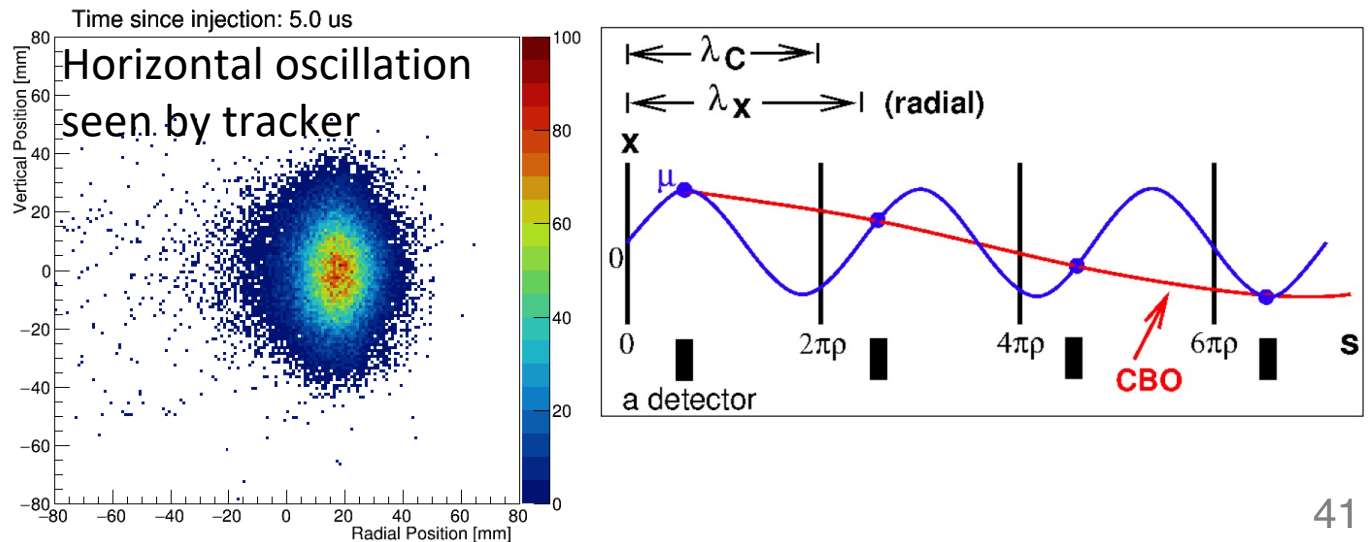 Time since injection: 5.0 us
Horizontal oscillation
seen by tracker
Vertical Position [mm]
80
60
40
20
0
−20
−40
−60
−80
−80 −60 −40 −20 0 20 40 60 80
Radial Position [mm]
100
80
60
40
20
0
λC
λX (radial)
X
μ
0
0 2πρ 4πρ 6πρ S
CBO
a detector
41